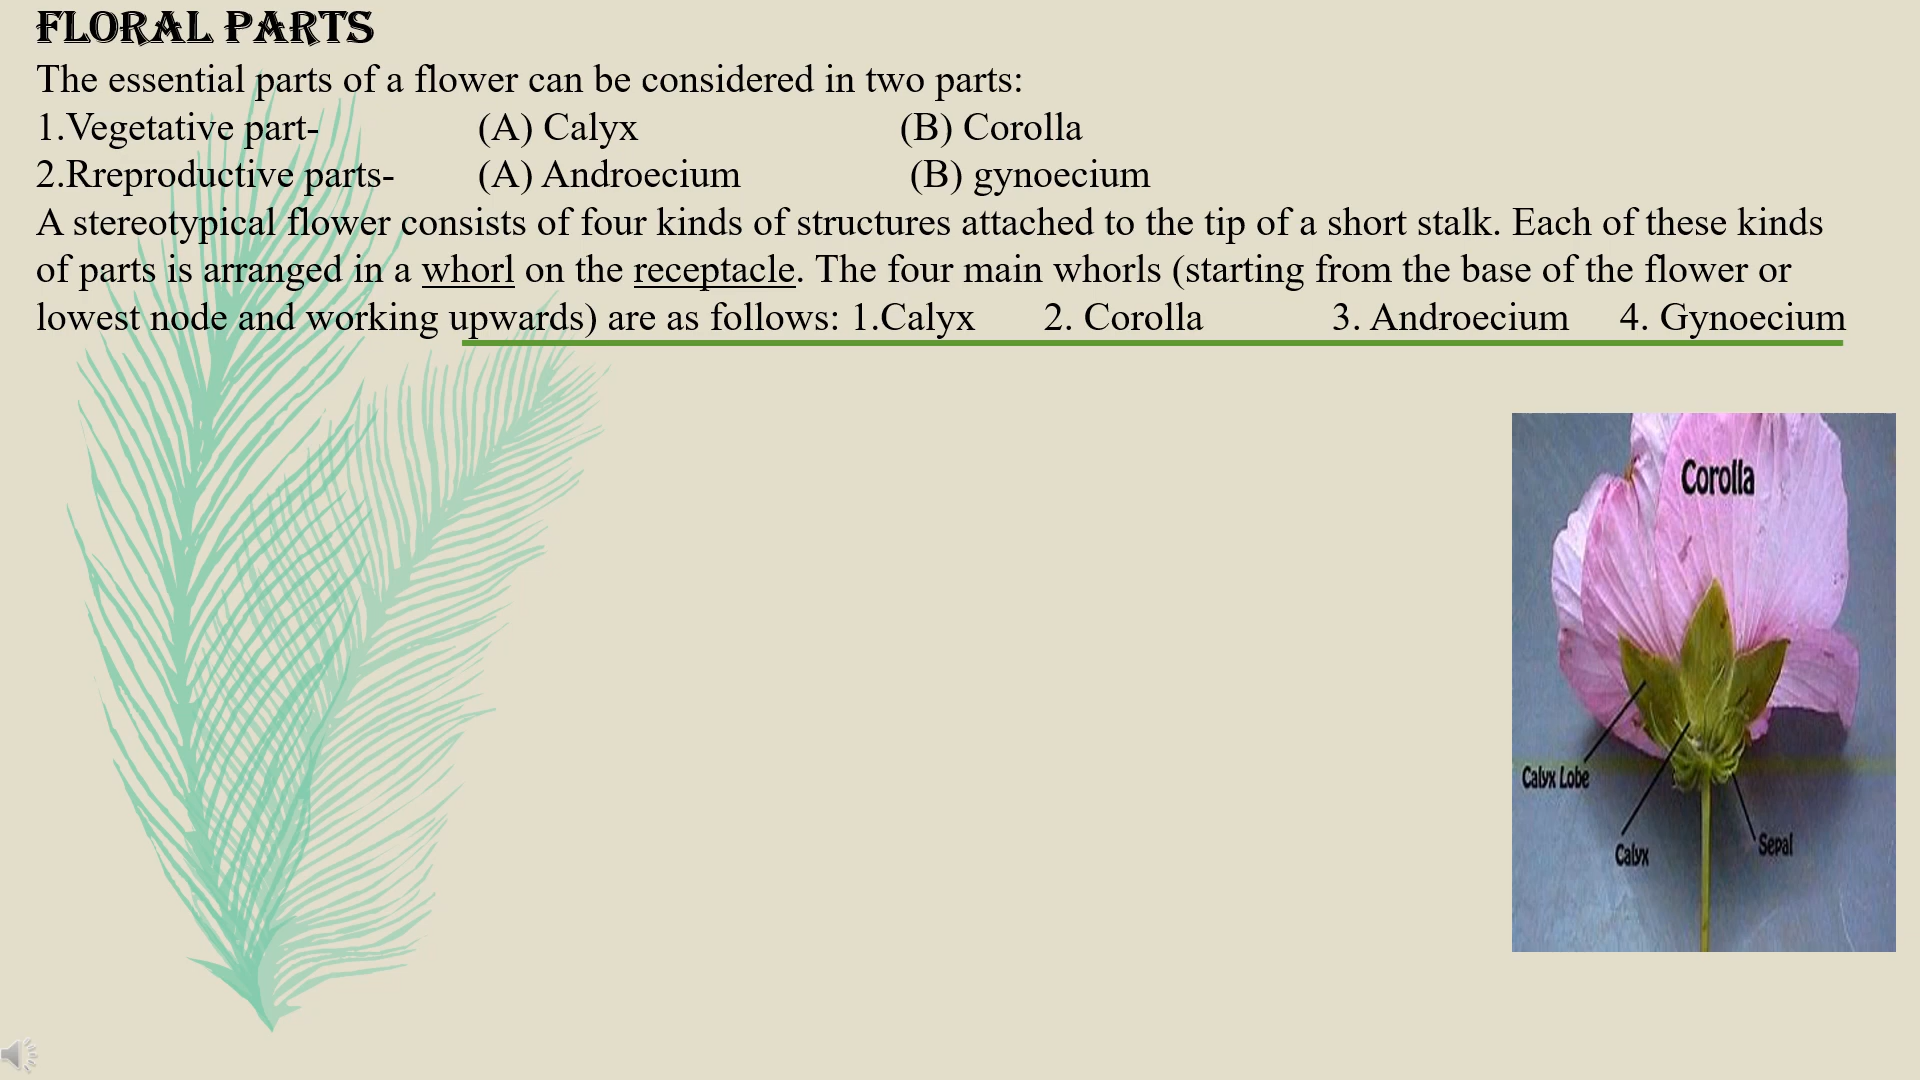 FLORAL PARTS
The essential parts of a flower can be considered in two parts:
1.Vegetative part- (A) Calyx (B) Corolla
2.Rreproductive parts- (A) Androecium (B) gynoecium
A stereotypical flower consists of four kinds of structures attached to the tip of a short stalk. Each of these kinds
of parts is arranged in a whorl on the receptacle. The four main whorls (starting from the base of the flower or
lowest node and working upwards) are as follows: 1.Calyx 2. Corolla 3. Androecium 4. Gynoecium
Corolla
Calyx Lobe
Calyx
Sepal